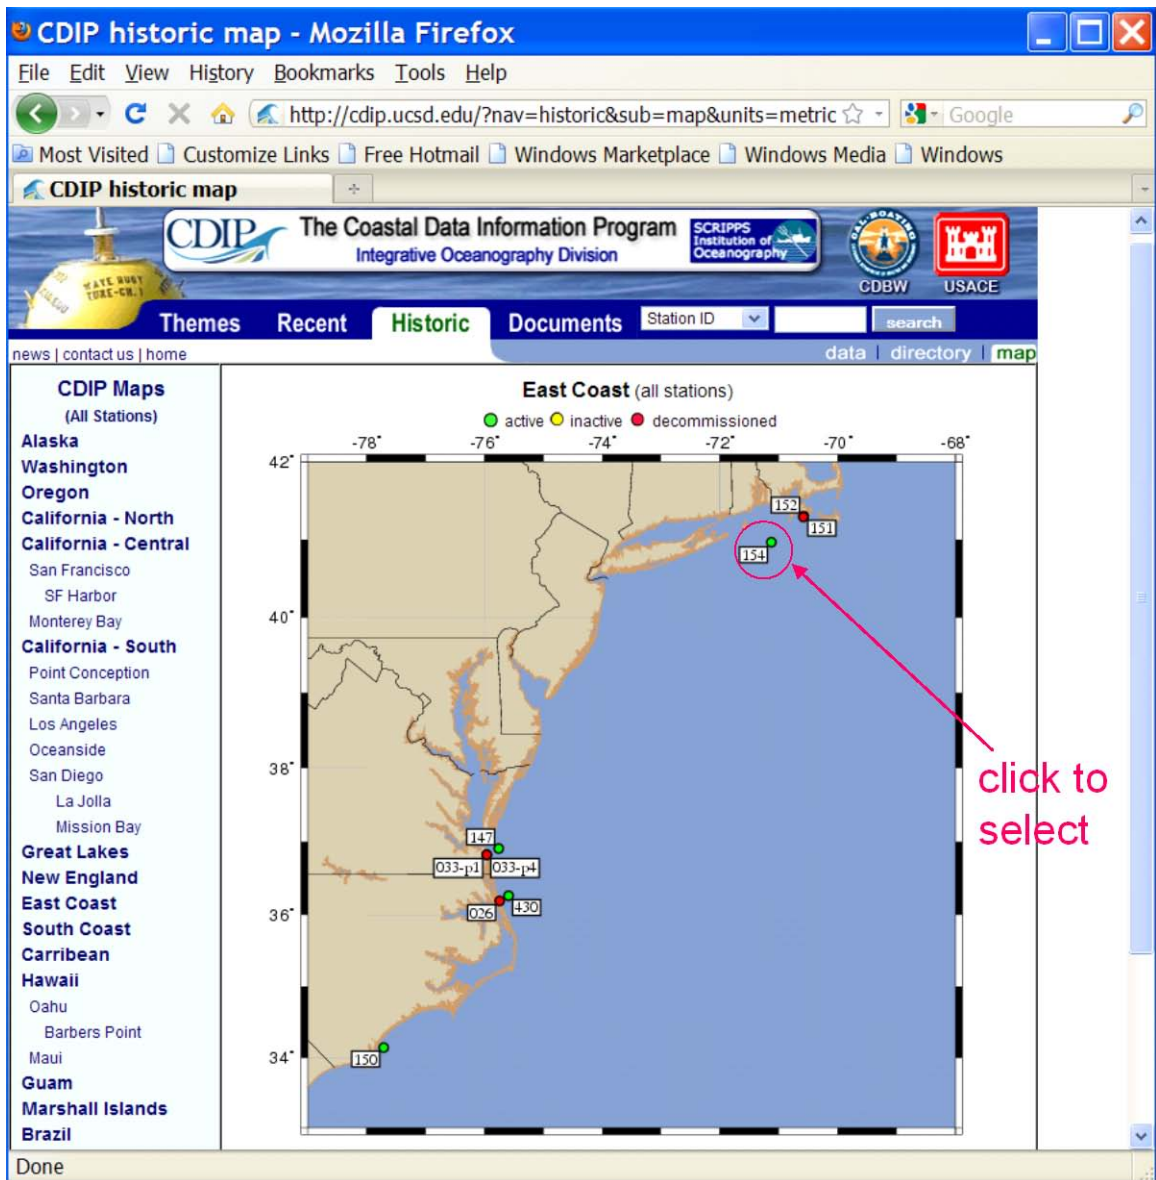 CDIP historic map - Mozilla Firefox
File Edit View History Bookmarks Tools Help
http://cdip.ucsd.edu/?nav=historic&sub=map&units=metric Google
Most Visited Customize Links Free Hotmail Windows Marketplace Windows Media Windows
CDIP historic map
CDIP The Coastal Data Information Program
Integrative Oceanography Division
SCRIPPS
Institution of
Oceanography
CAL-BOATING
CDBW USACE
WAVE BUOY
Themes Recent Historic Documents Station ID search
news | contact us | home data | directory | map
CDIP Maps
(All Stations)
Alaska
Washington
Oregon
California - North
California - Central
San Francisco
SF Harbor
Monterey Bay
California - South
Point Conception
Santa Barbara
Los Angeles
Oceanside
San Diego
La Jolla
Mission Bay
Great Lakes
New England
East Coast
South Coast
Carribean
Hawaii
Oahu
Barbers Point
Maui
Guam
Marshall Islands
Brazil
East Coast (all stations)
active inactive decommissioned
-78° -76° -74° -72° -70° -68°
42°
152
151
154
40°
38°
click to
select
147
033-p1 033-p4
36°
026 430
34°
150
Done